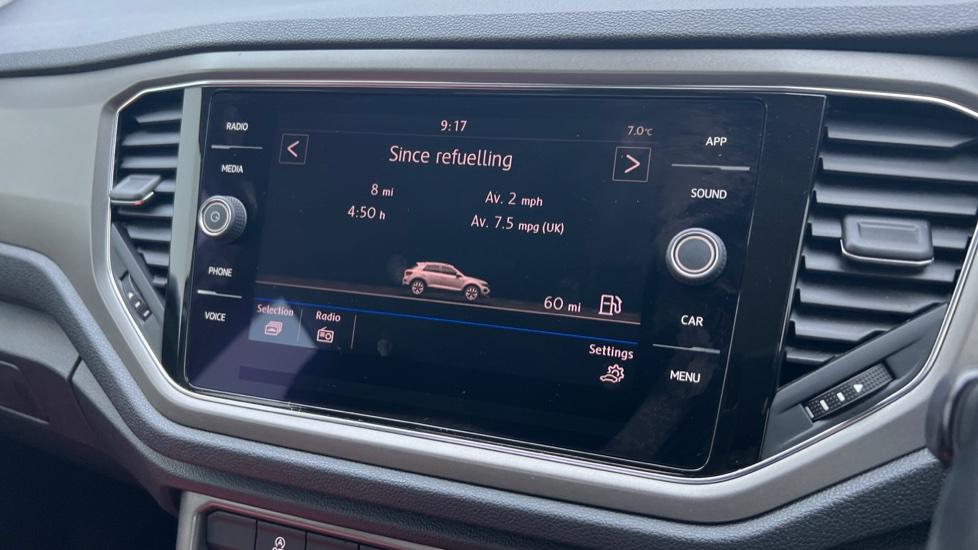 9:17
7.0°C
RADIO
MEDIA
PHONE
VOICE
<
Since refuelling
>
8 mi
Av. 2 mph
4:50 h
Av. 7.5 mpg (UK)
60 mi
Selection
Radio
Settings
APP
SOUND
CAR
MENU